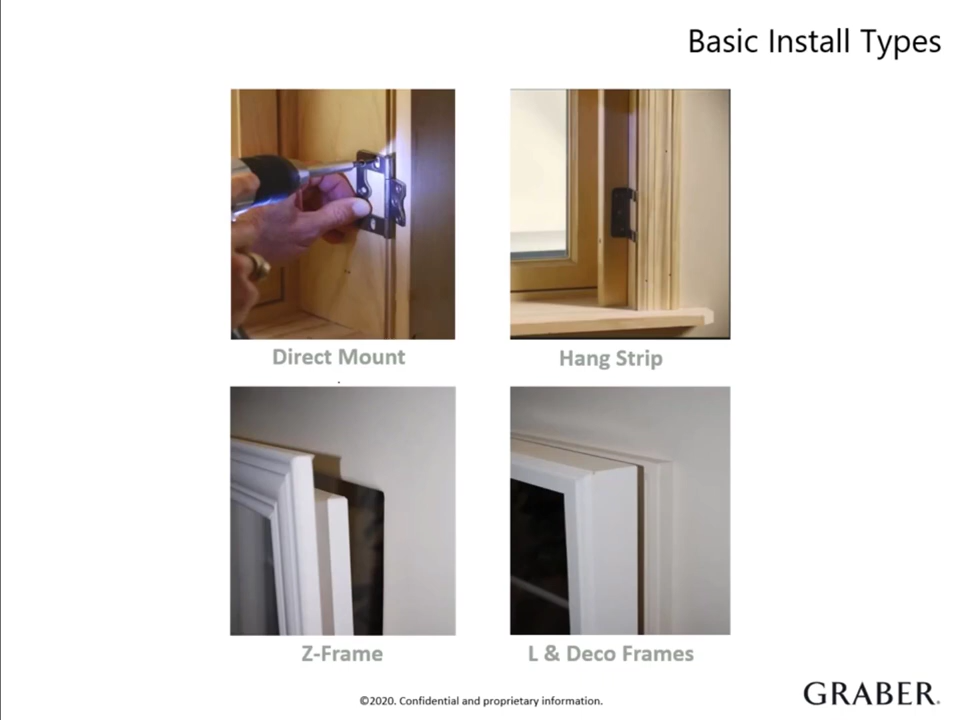 Basic Install Types
Direct Mount
Hang Strip
Z-Frame
L & Deco Frames
©2020. Confidential and proprietary information.
GRABER.